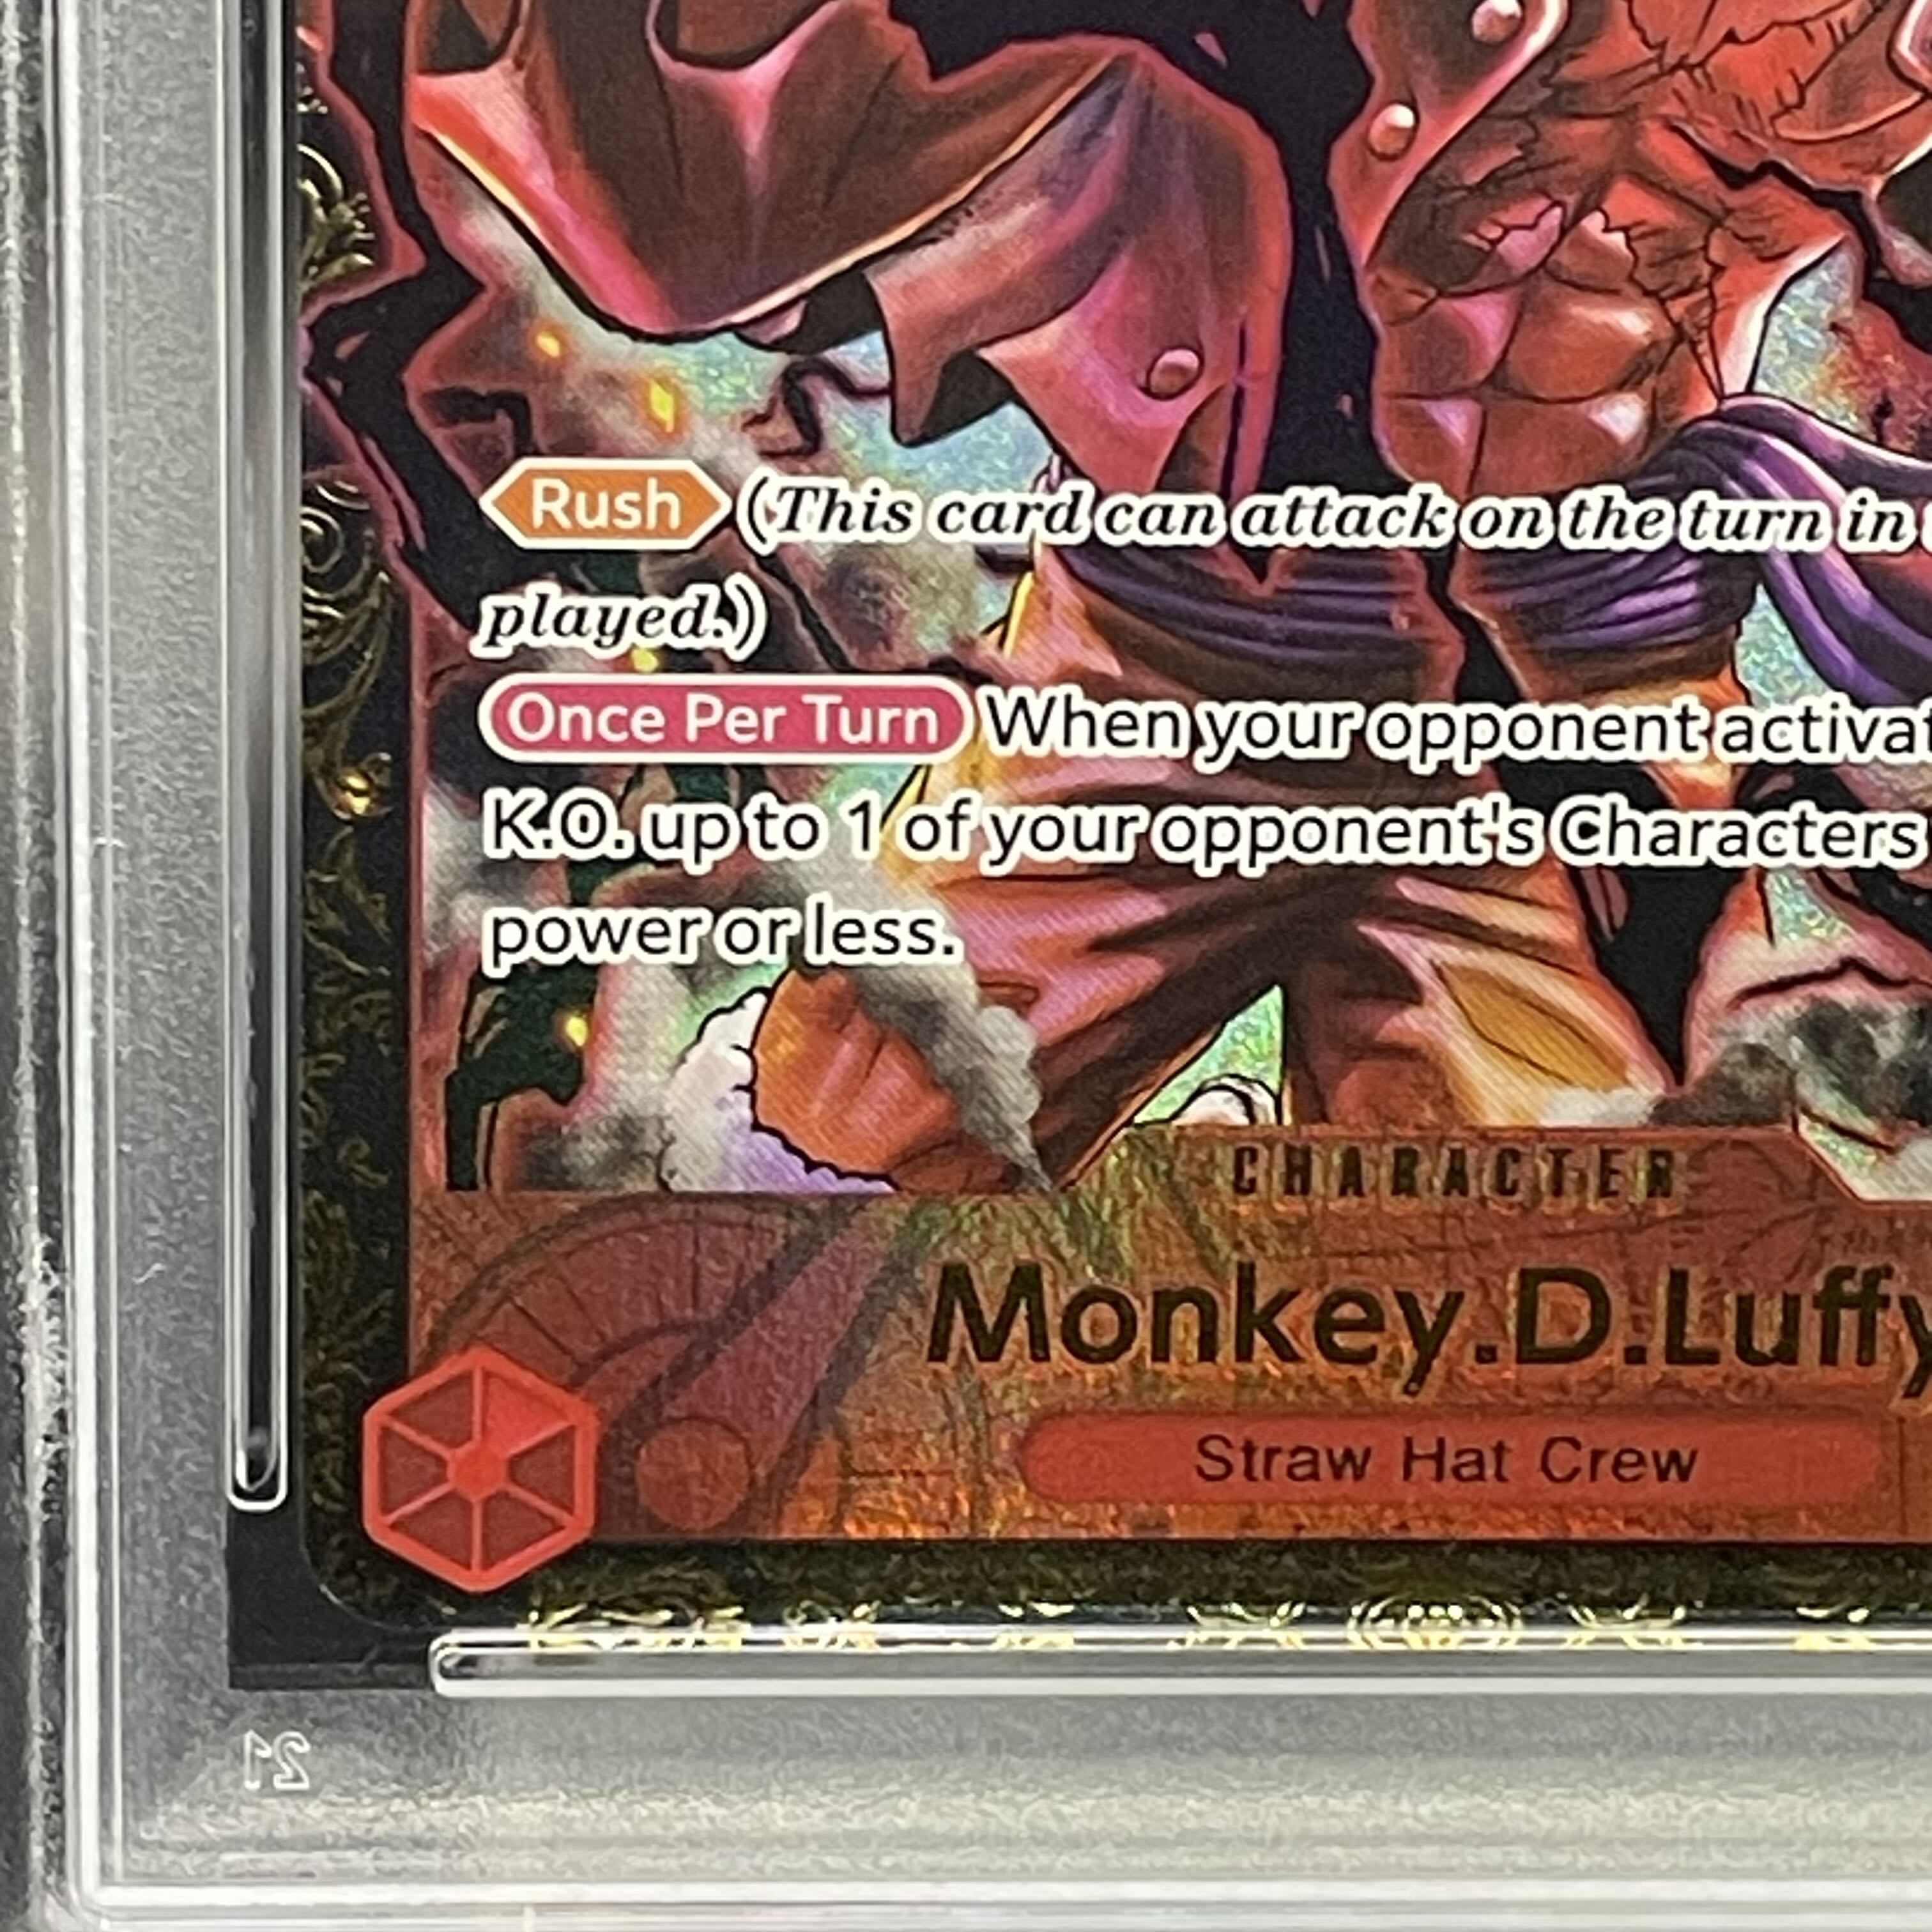 Rush (This card can attack on the turn in
played.)
Once Per Turn When your opponent activat
K.O. up to 1 of your opponent's Characters
power or less.
CHARACTER
Monkey.D.Luffy
Straw Hat Crew
21